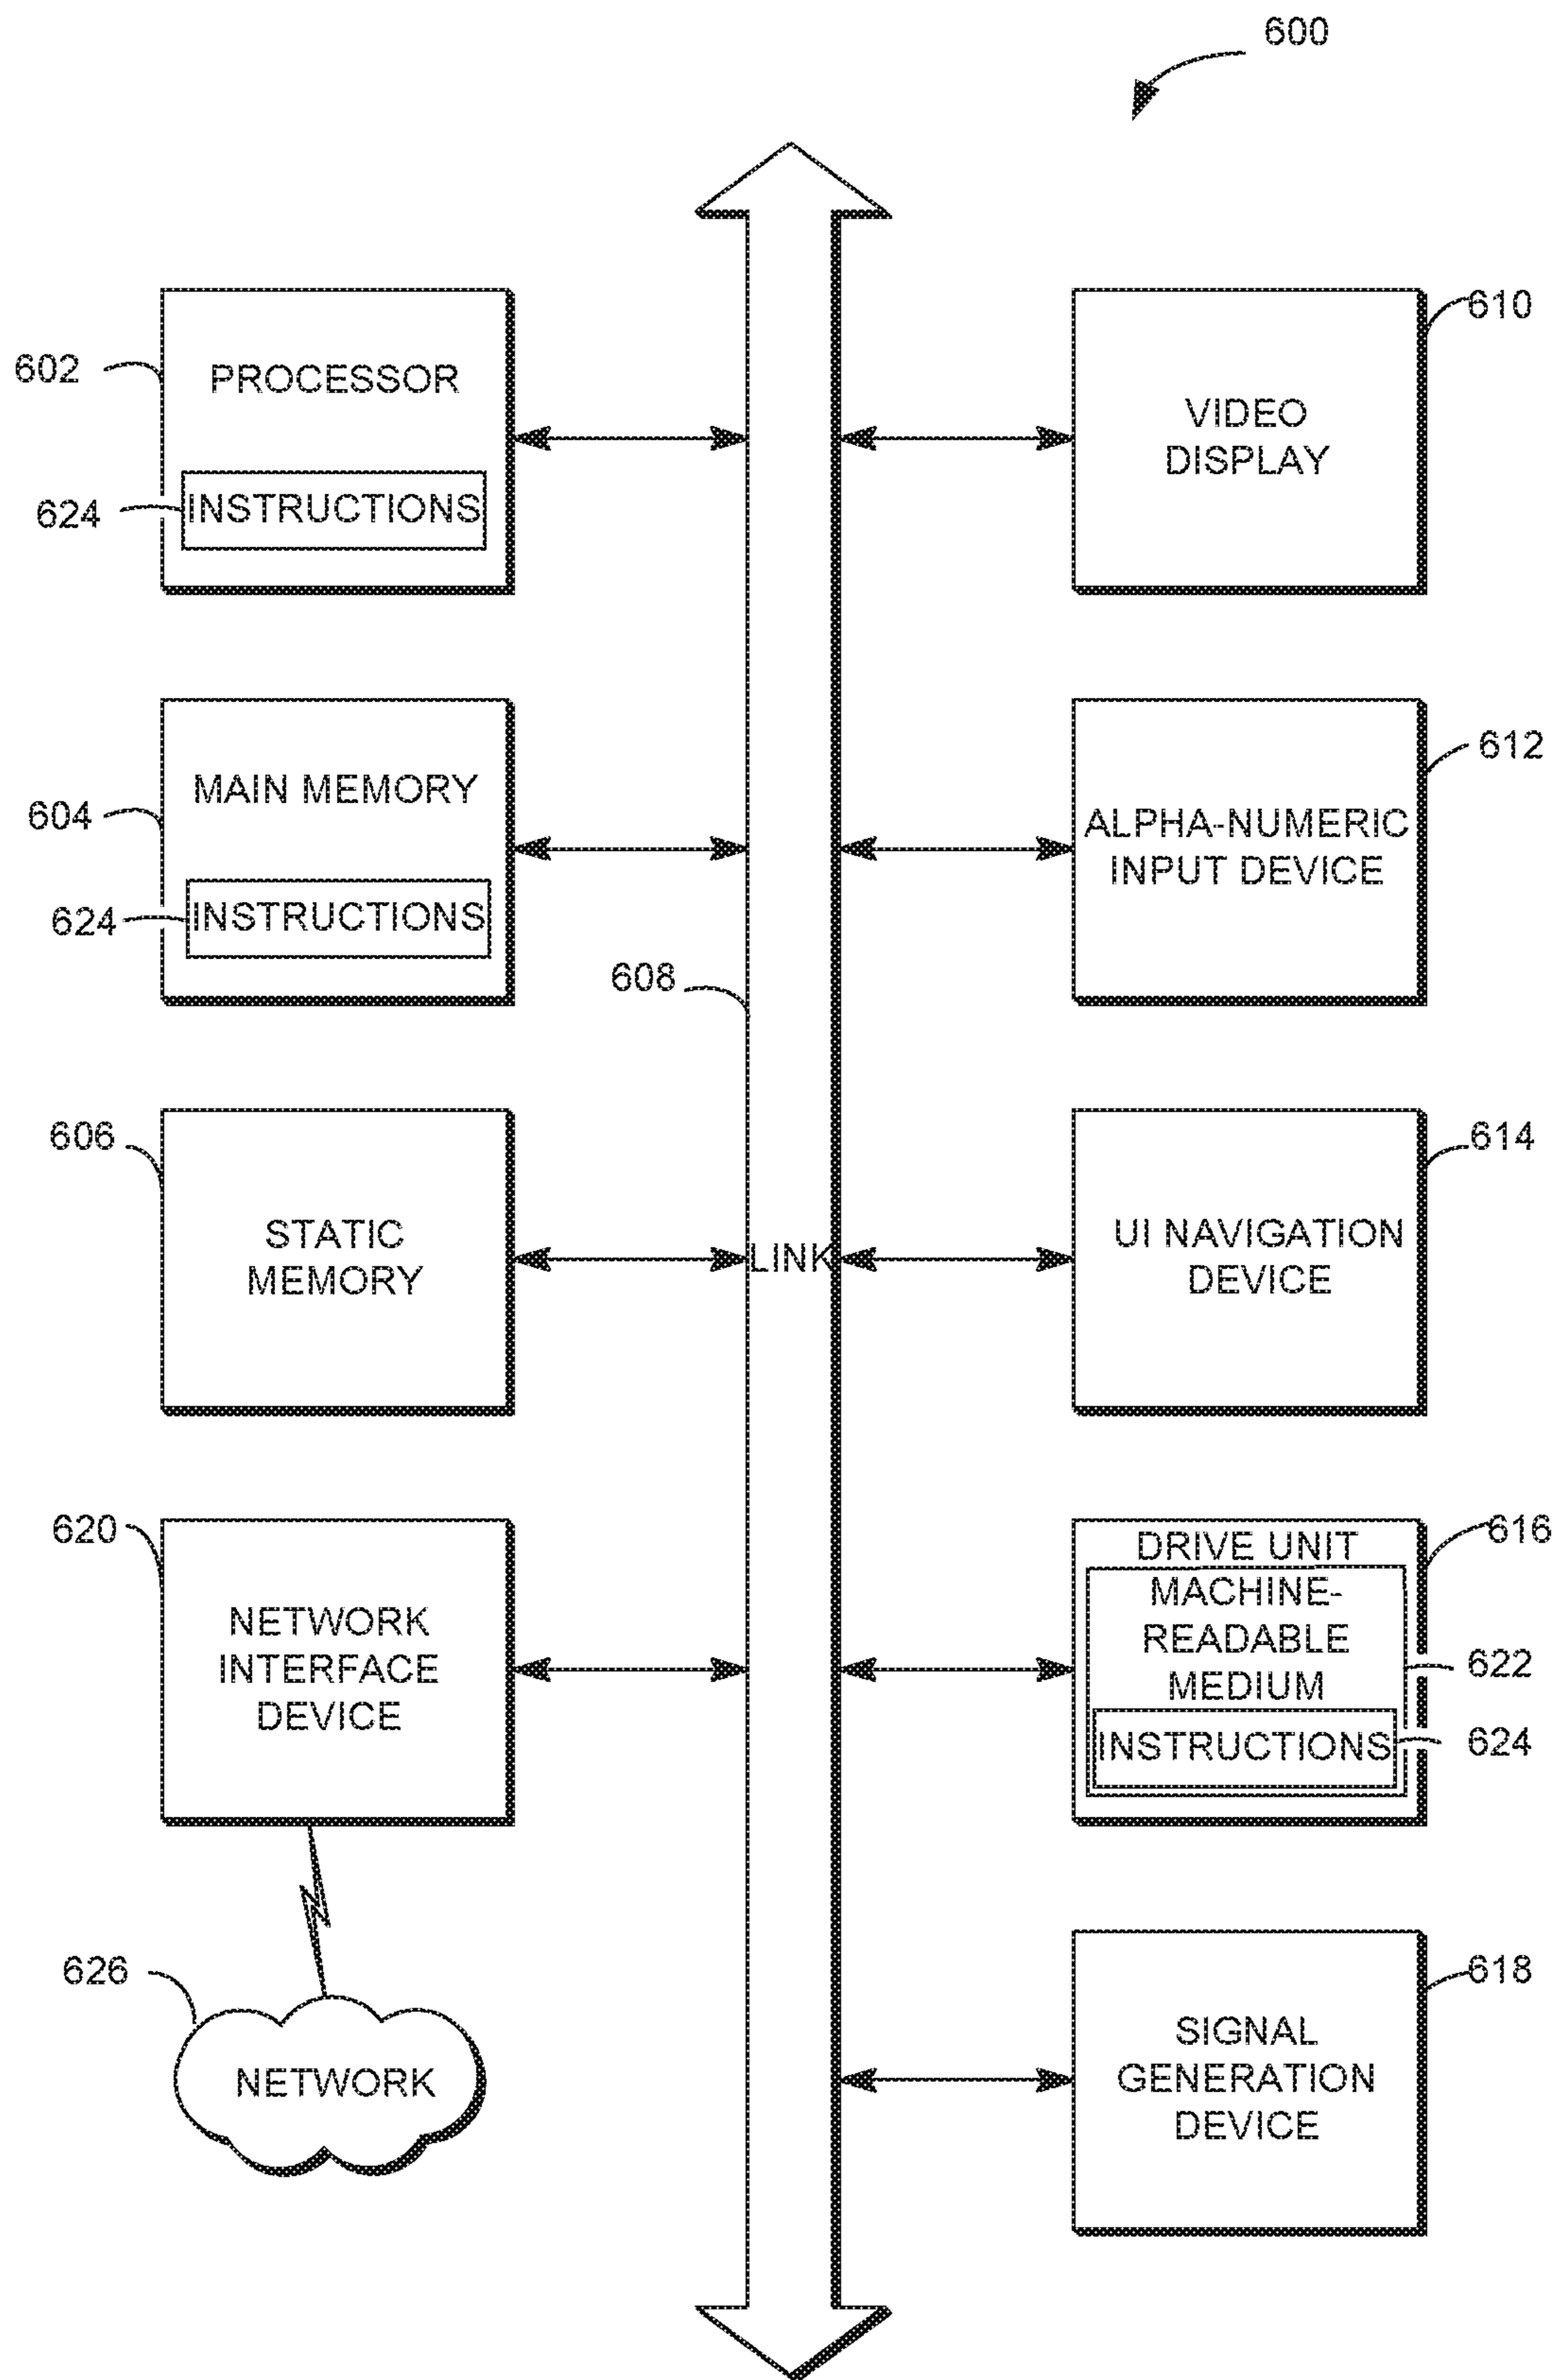 600
602
PROCESSOR
624
INSTRUCTIONS
610
VIDEO
DISPLAY
604
MAIN MEMORY
624
INSTRUCTIONS
612
ALPHA-NUMERIC
INPUT DEVICE
608
LINK
606
STATIC
MEMORY
614
UI NAVIGATION
DEVICE
620
NETWORK
INTERFACE
DEVICE
616
DRIVE UNIT
MACHINE-
READABLE
MEDIUM
622
INSTRUCTIONS
624
626
NETWORK
618
SIGNAL
GENERATION
DEVICE